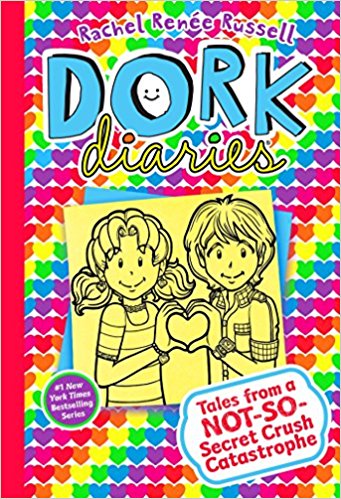 Rachel Renée Russell
DORK
diaries
#1 New
York Times
Bestselling
Series
Tales from a
NOT-SO-
Secret Crush
Catastrophe